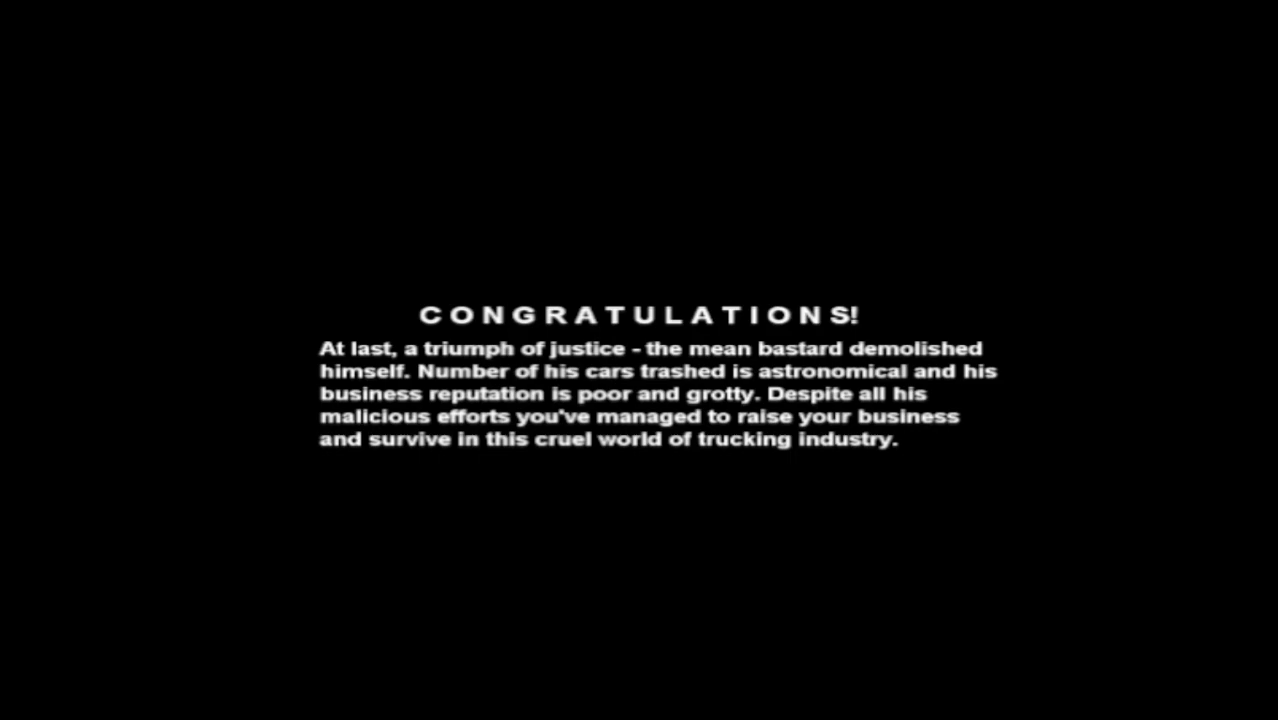 CONGRATULATIONS!
At last, a triumph of justice - the mean bastard demolished
himself. Number of his cars trashed is astronomical and his
business reputation is poor and grotty. Despite all his
malicious efforts you've managed to raise your business
and survive in this cruel world of trucking industry.